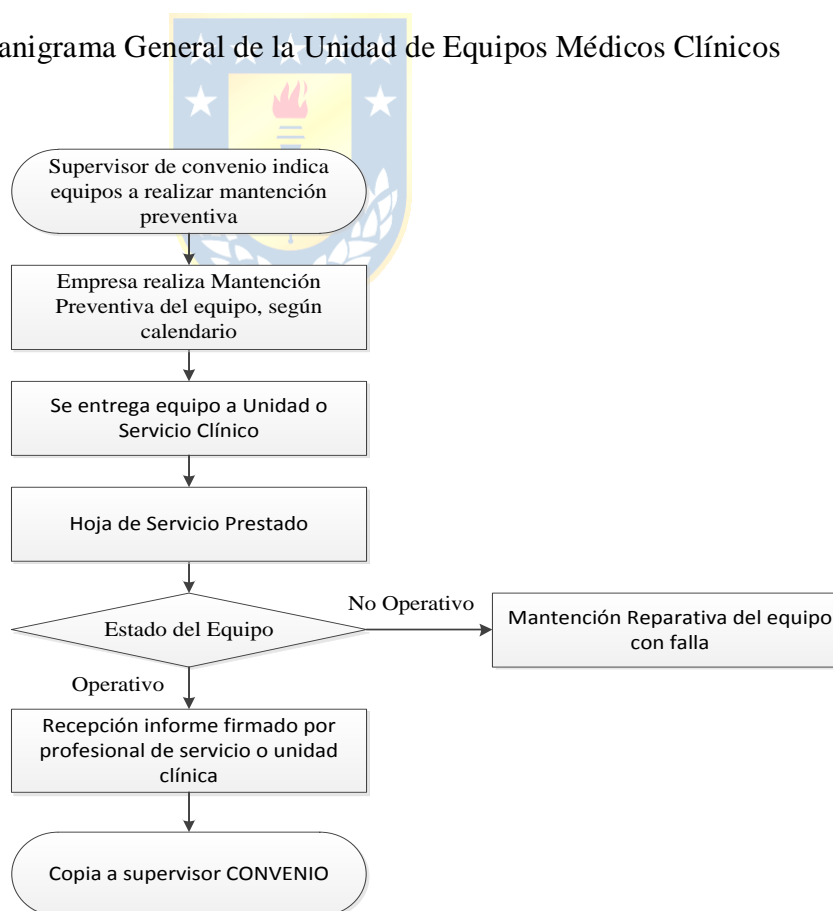 anigrama General de la Unidad de Equipos Médicos Clínicos
Supervisor de convenio indica
equipos a realizar mantención
preventiva
Empresa realiza Mantención
Preventiva del equipo, según
calendario
Se entrega equipo a Unidad o
Servicio Clínico
Hoja de Servicio Prestado
Estado del Equipo
No Operativo
Mantención Reparativa del equipo
con falla
Operativo
Recepción informe firmado por
profesional de servicio o unidad
clínica
Copia a supervisor CONVENIO